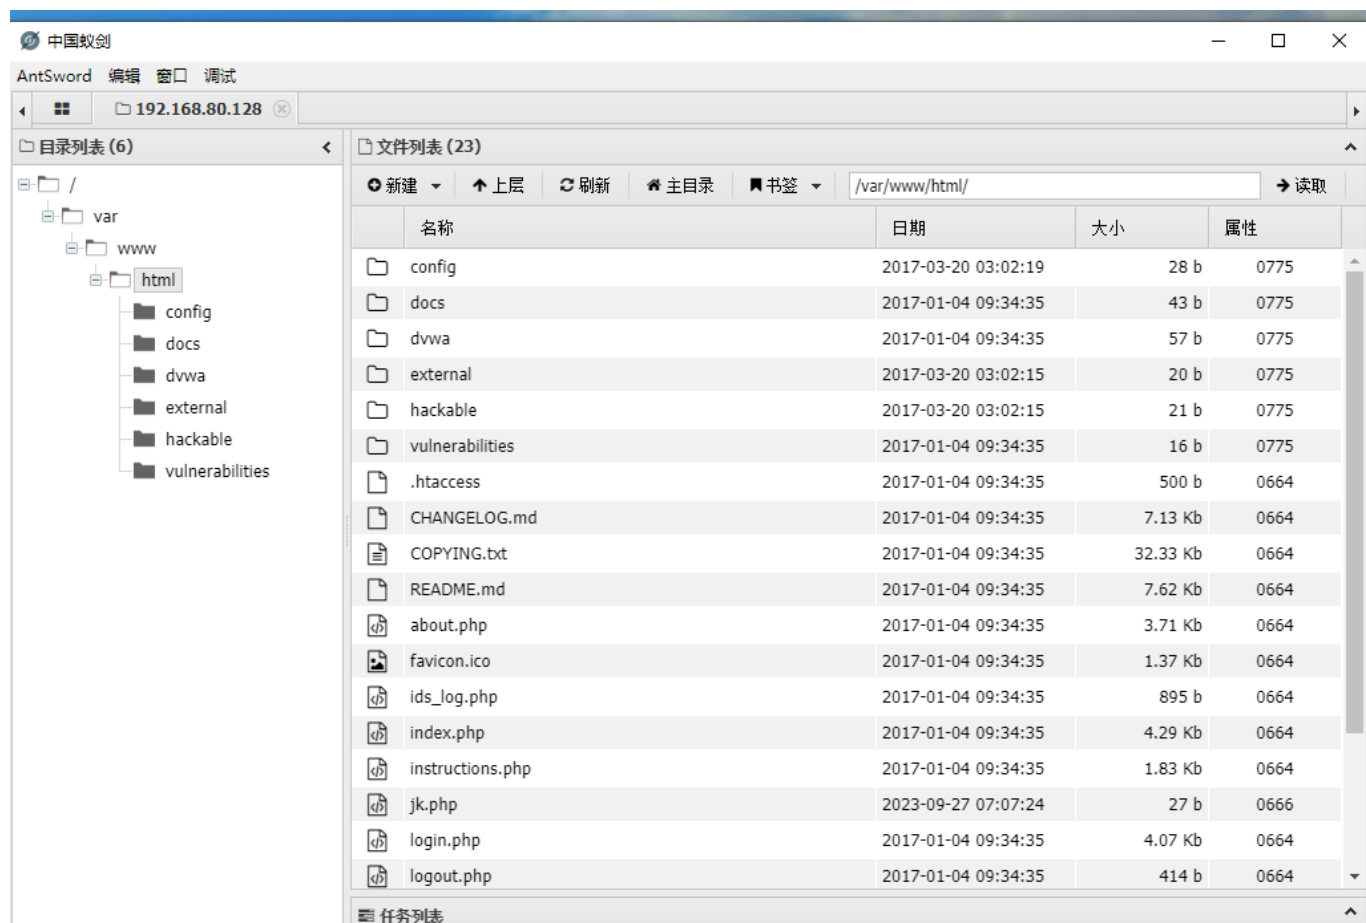 中国蚁剑
AntSword 编辑 窗口 调试
192.168.80.128
目录列表 (6)
/
var
www
html
config
docs
dvwa
external
hackable
vulnerabilities
文件列表 (23)
新建 上层 刷新 主目录 书签 /var/www/html/ 读取
名称 日期 大小 属性
config 2017-03-20 03:02:19 28 b 0775
docs 2017-01-04 09:34:35 43 b 0775
dvwa 2017-01-04 09:34:35 57 b 0775
external 2017-03-20 03:02:15 20 b 0775
hackable 2017-03-20 03:02:15 21 b 0775
vulnerabilities 2017-01-04 09:34:35 16 b 0775
.htaccess 2017-01-04 09:34:35 500 b 0664
CHANGELOG.md 2017-01-04 09:34:35 7.13 Kb 0664
COPYING.txt 2017-01-04 09:34:35 32.33 Kb 0664
README.md 2017-01-04 09:34:35 7.62 Kb 0664
about.php 2017-01-04 09:34:35 3.71 Kb 0664
favicon.ico 2017-01-04 09:34:35 1.37 Kb 0664
ids_log.php 2017-01-04 09:34:35 895 b 0664
index.php 2017-01-04 09:34:35 4.29 Kb 0664
instructions.php 2017-01-04 09:34:35 1.83 Kb 0664
jk.php 2023-09-27 07:07:24 27 b 0666
login.php 2017-01-04 09:34:35 4.07 Kb 0664
logout.php 2017-01-04 09:34:35 414 b 0664
任务列表